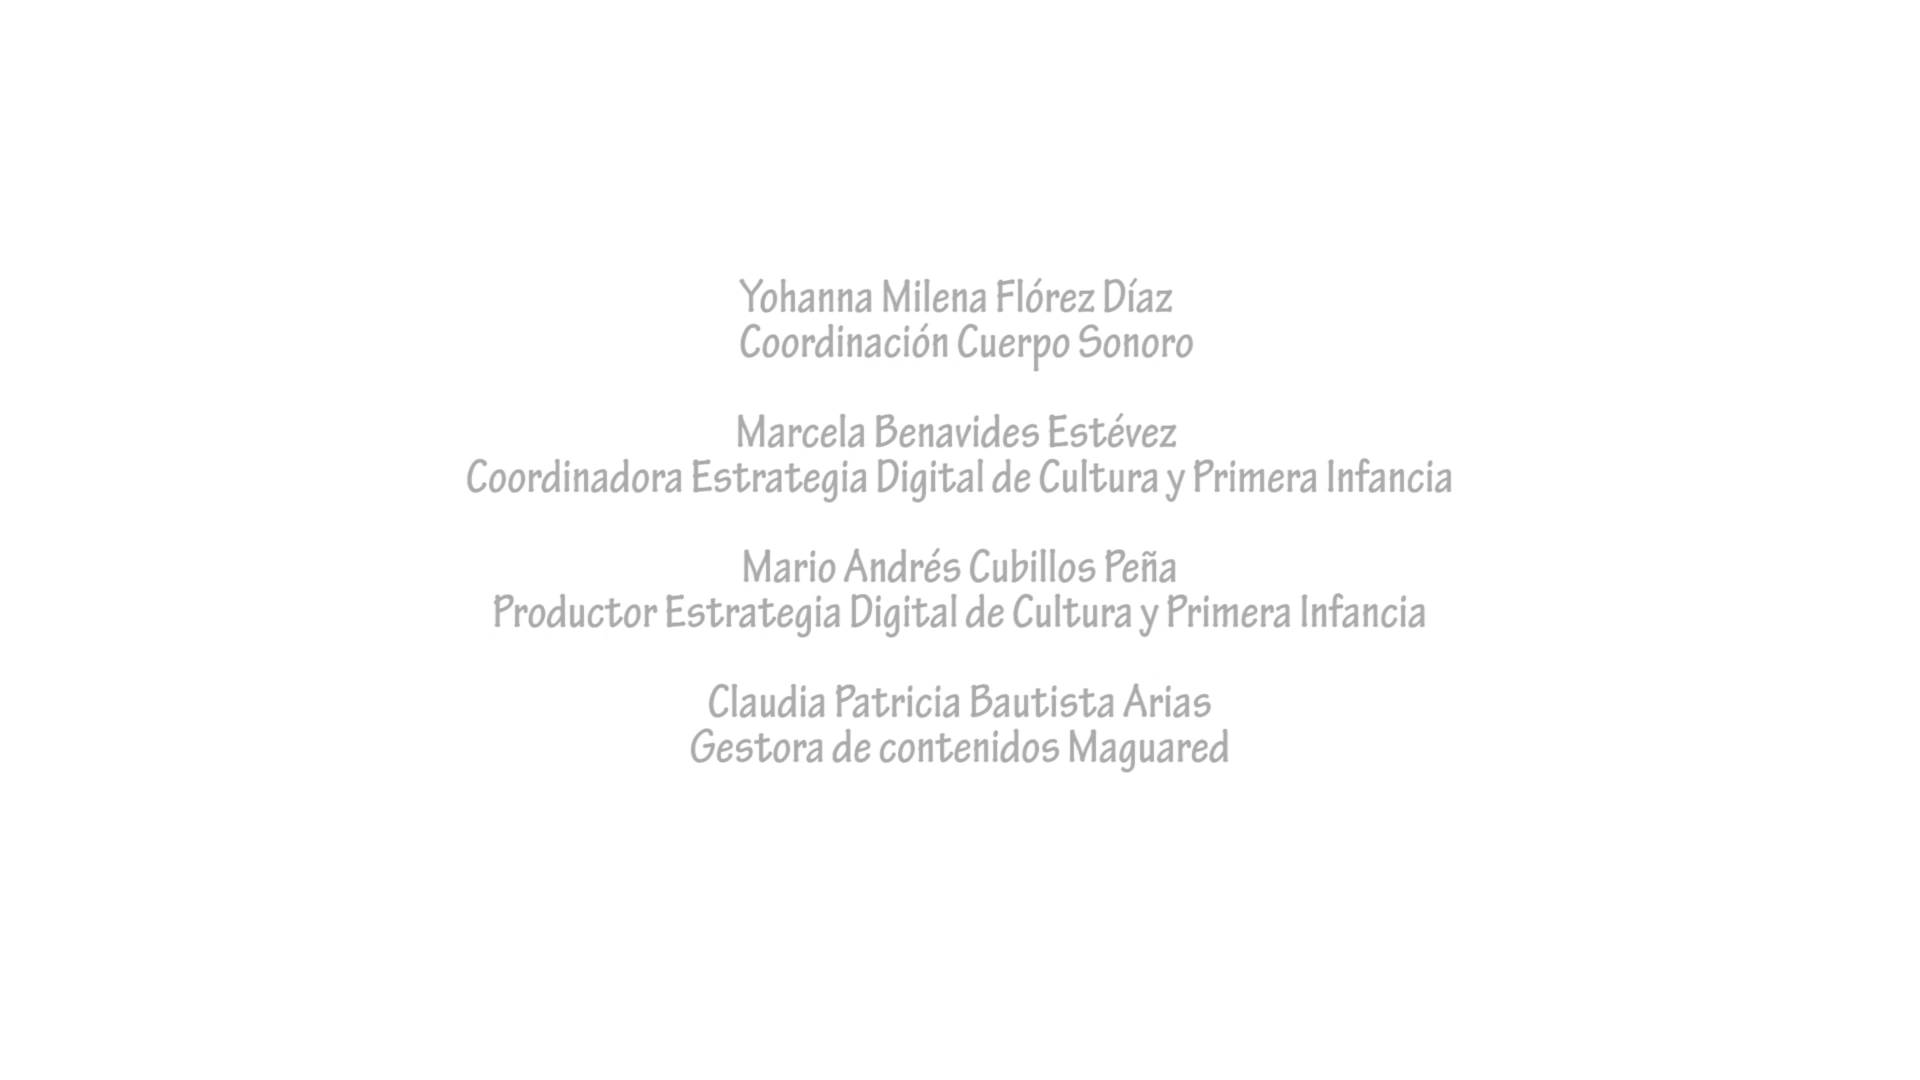 Yohanna Milena Flórez Díaz
Coordinación Cuerpo Sonoro
Marcela Benavides Estévez
Coordinadora Estrategia Digital de Cultura y Primera Infancia
Mario Andrés Cubillos Peña
Productor Estrategia Digital de Cultura y Primera Infancia
Claudia Patricia Bautista Arias
Gestora de contenidos Maguared